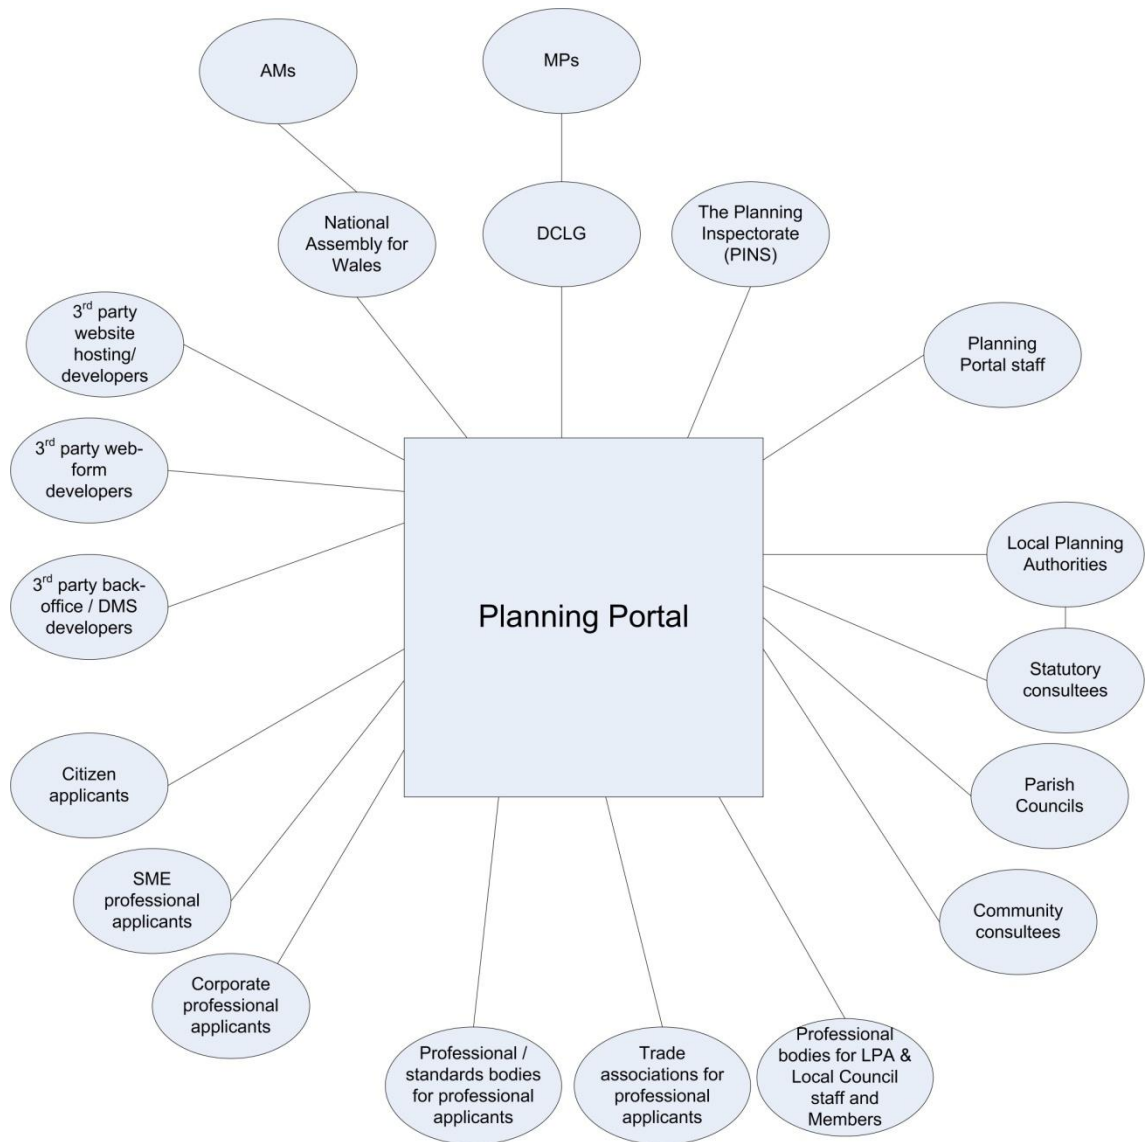 AMs
MPs
National
Assembly for
Wales
DCLG
The Planning
Inspectorate
(PINS)
3rd party
website
hosting/
developers
Planning
Portal staff
3rd party web-
form
developers
Local Planning
Authorities
3rd party back-
office / DMS
developers
Planning Portal
Statutory
consultees
Citizen
applicants
Parish
Councils
SME
professional
applicants
Community
consultees
Corporate
professional
applicants
Professional /
standards bodies
for professional
applicants
Trade
associations for
professional
applicants
Professional
bodies for LPA &
Local Council
staff and
Members